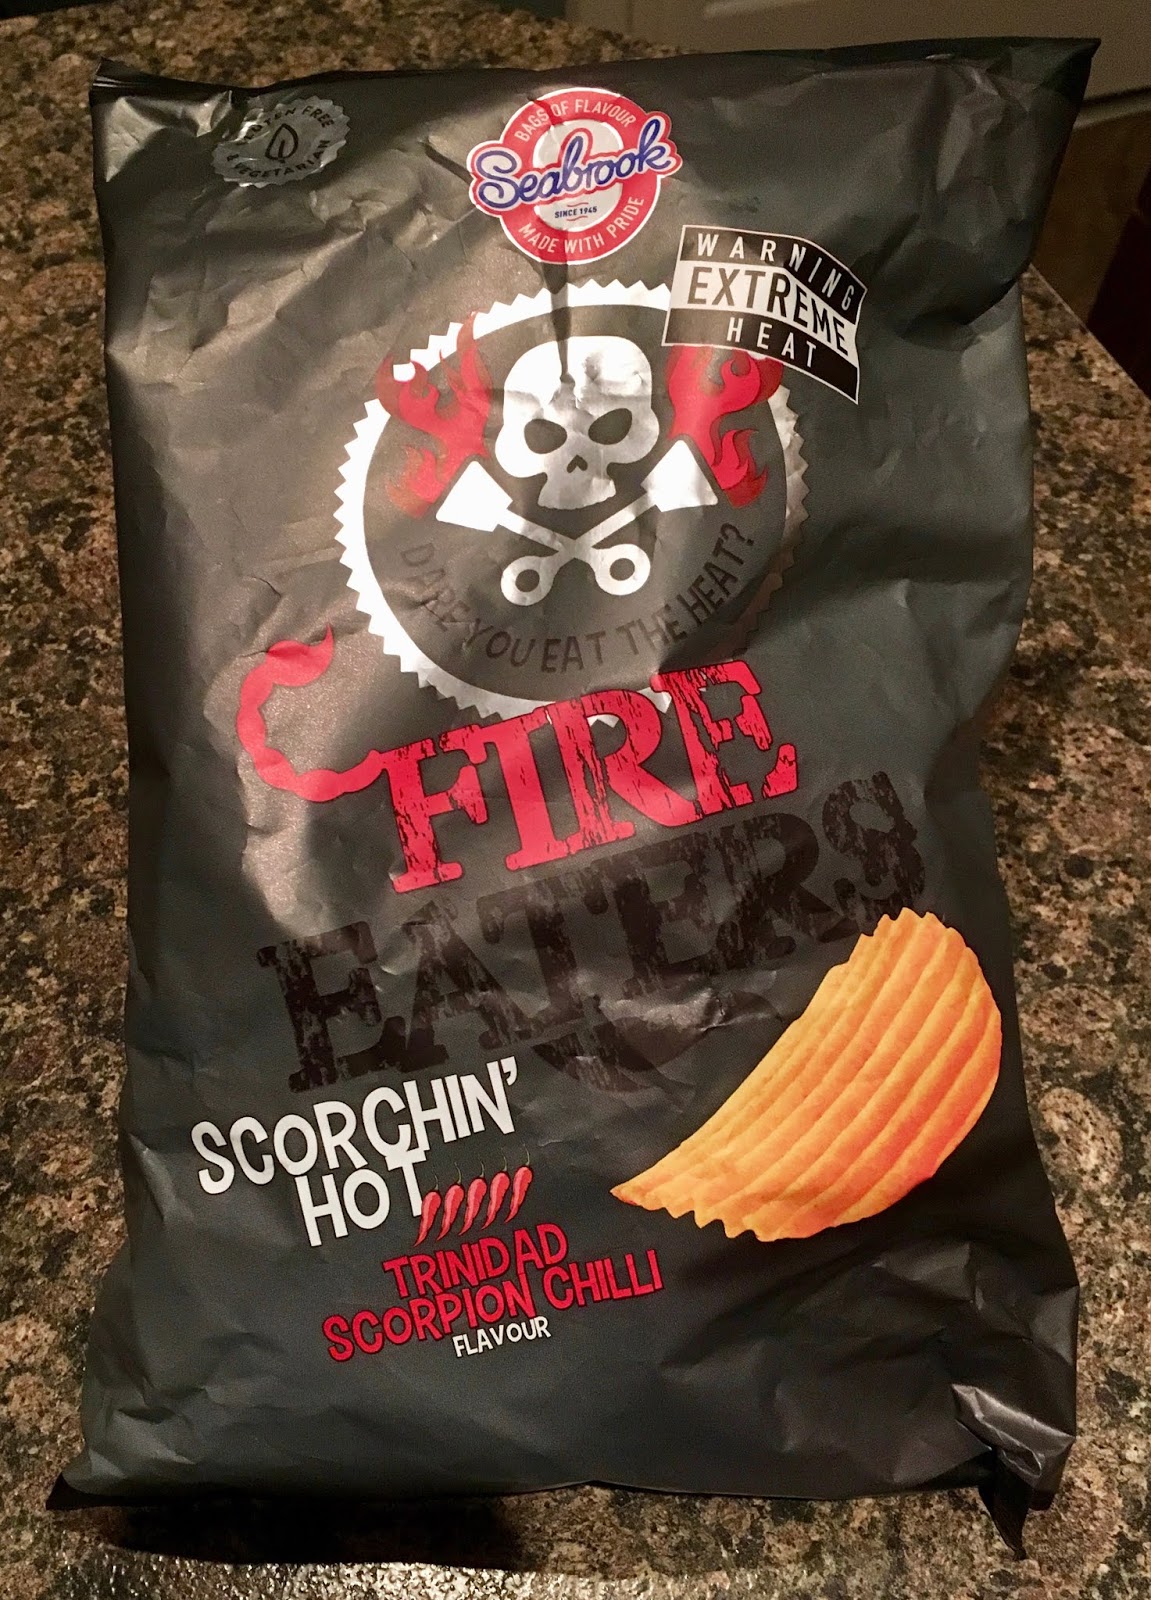 GLUTEN FREE
& VEGETARIAN
BAGS OF FLAVOUR
Seabrook
SINCE 1945
MADE WITH PRIDE
WARNING
EXTREME
HEAT
DARE YOU EAT THE HEAT?
FIRE
EATERS
SCORCHIN'
HOT
TRINIDAD
SCORPION CHILLI
FLAVOUR